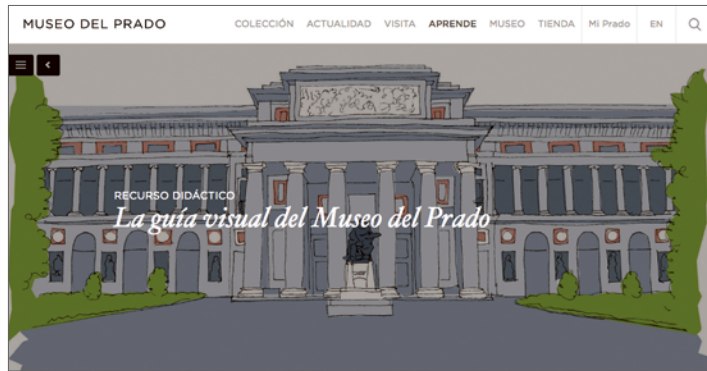 MUSEO DEL PRADO
COLECCIÓN ACTUALIDAD VISITA APRENDE MUSEO TIENDA Mi Prado EN
RECURSO DIDÁCTICO
La guía visual del Museo del Prado